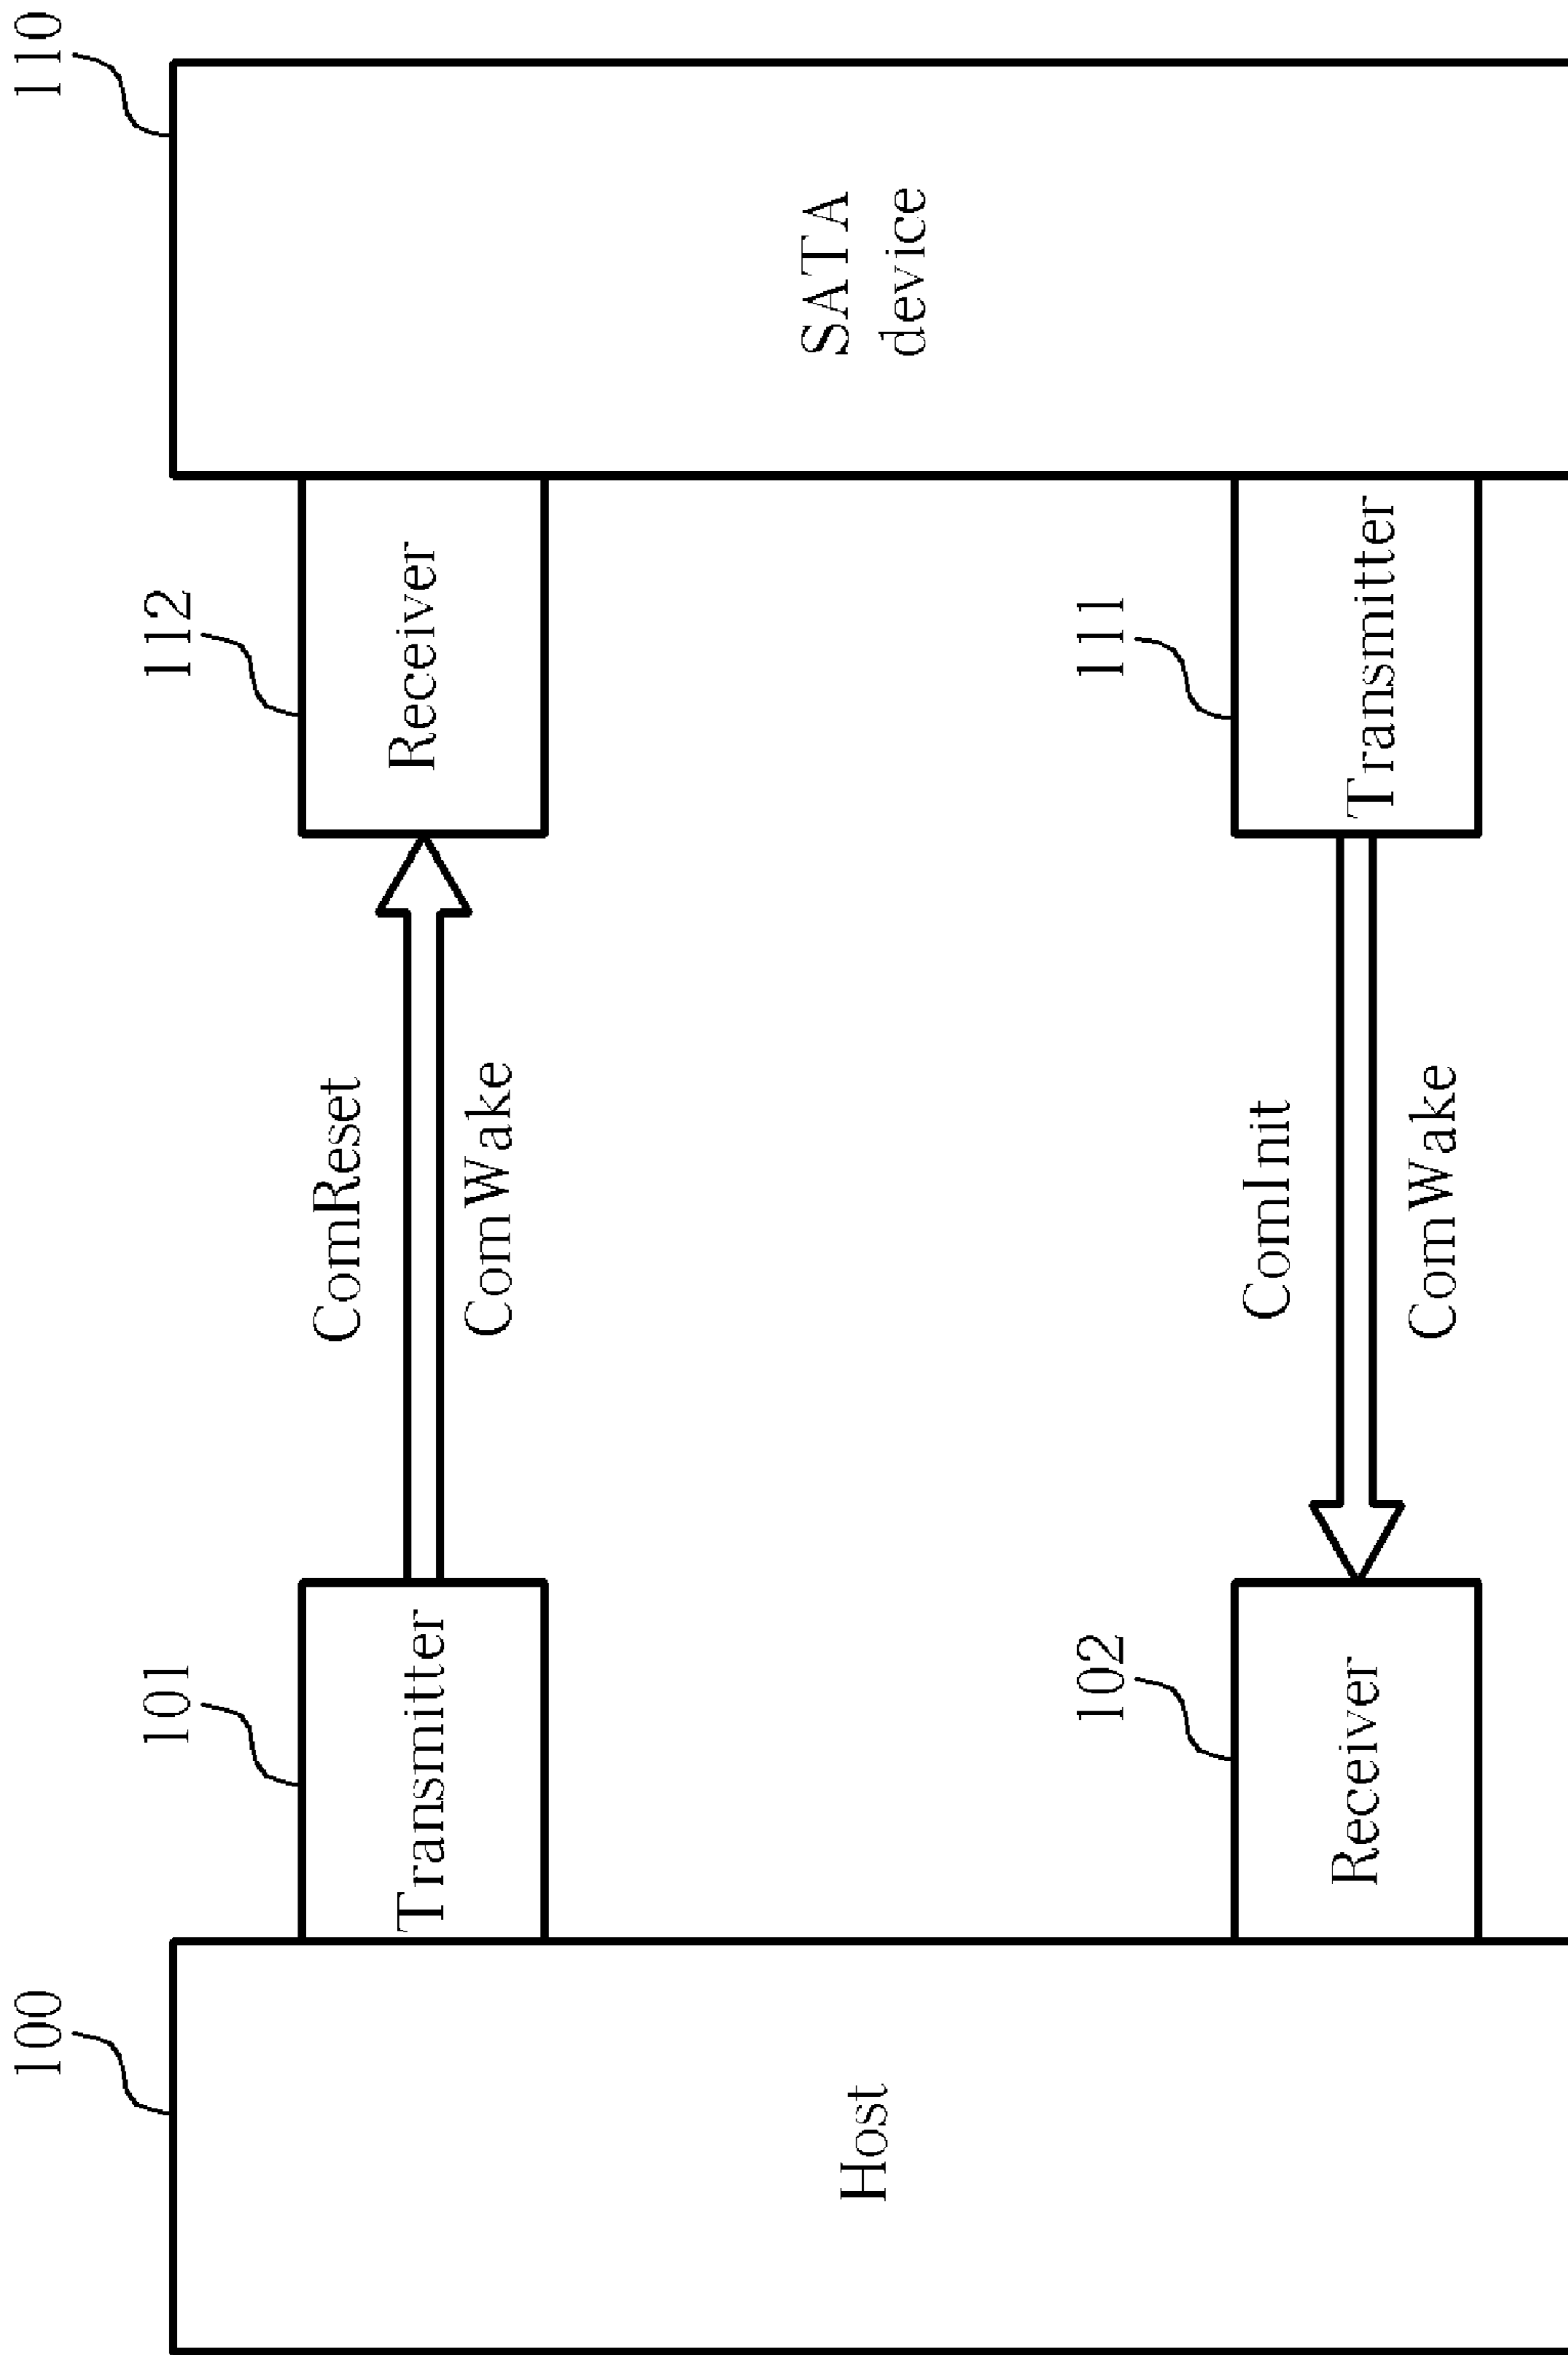 100
101
112
110
Transmitter
ComReset
ComWake
Receiver
Host
SATA
device
102
111
Receiver
ComInit
ComWake
Transmitter